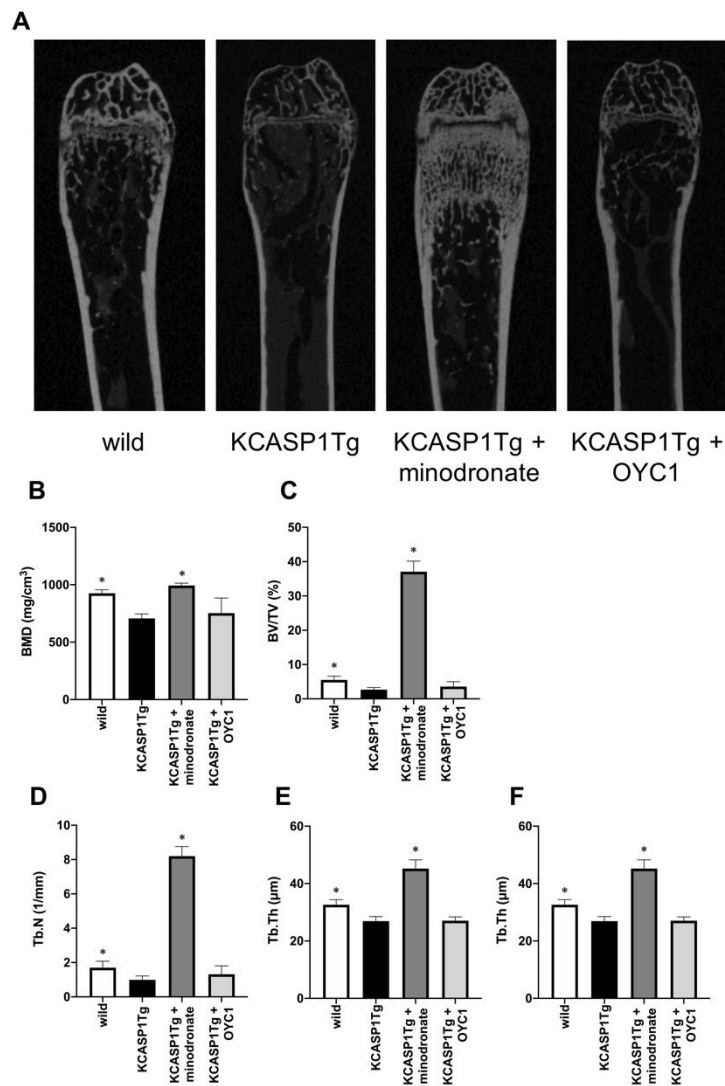 A
wild
KCASP1Tg
KCASP1Tg +
minodronate
KCASP1Tg +
OYC1
B
BMD (mg/cm³)
1500
1000
500
0
*
*
wild
KCASP1Tg
KCASP1Tg +
minodronate
KCASP1Tg +
OYC1
C
BV/TV (%)
50
40
30
20
10
0
*
*
wild
KCASP1Tg
KCASP1Tg +
minodronate
KCASP1Tg +
OYC1
D
Tb.N (1/mm)
10
8
6
4
2
0
*
*
wild
KCASP1Tg
KCASP1Tg +
minodronate
KCASP1Tg +
OYC1
E
Tb.Th (μm)
60
40
20
0
*
*
wild
KCASP1Tg
KCASP1Tg +
minodronate
KCASP1Tg +
OYC1
F
Tb.Th (μm)
60
40
20
0
*
*
wild
KCASP1Tg
KCASP1Tg +
minodronate
KCASP1Tg +
OYC1